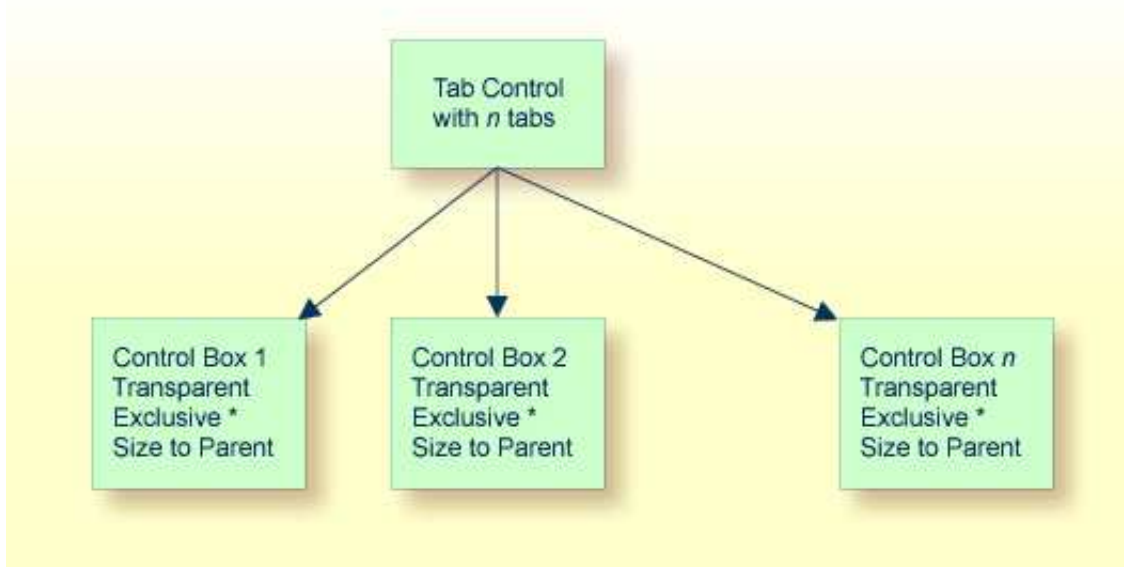 Tab Control
with n tabs
Control Box 1
Transparent
Exclusive *
Size to Parent
Control Box 2
Transparent
Exclusive *
Size to Parent
Control Box n
Transparent
Exclusive *
Size to Parent